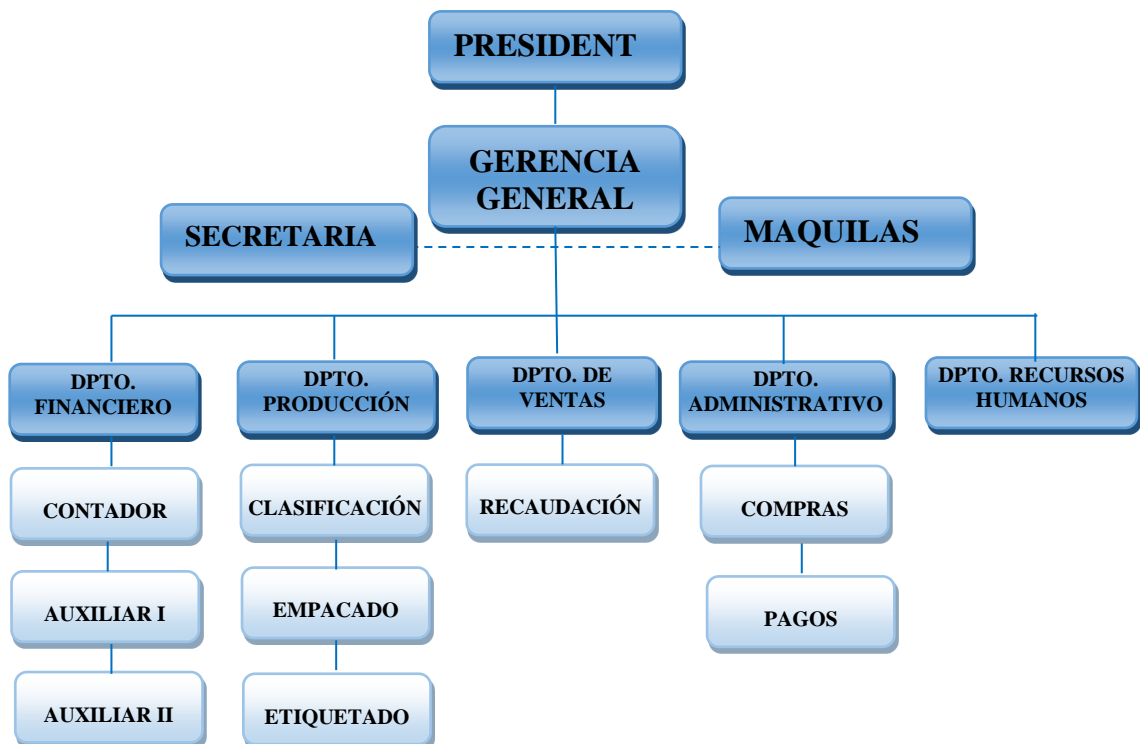 PRESIDENT
GERENCIA
GENERAL
SECRETARIA
MAQUILAS
DPTO.
FINANCIERO
DPTO.
PRODUCCIÓN
DPTO. DE
VENTAS
DPTO.
ADMINISTRATIVO
DPTO. RECURSOS
HUMANOS
CONTADOR
CLASIFICACIÓN
RECAUDACIÓN
COMPRAS
AUXILIAR I
EMPACADO
PAGOS
AUXILIAR II
ETIQUETADO